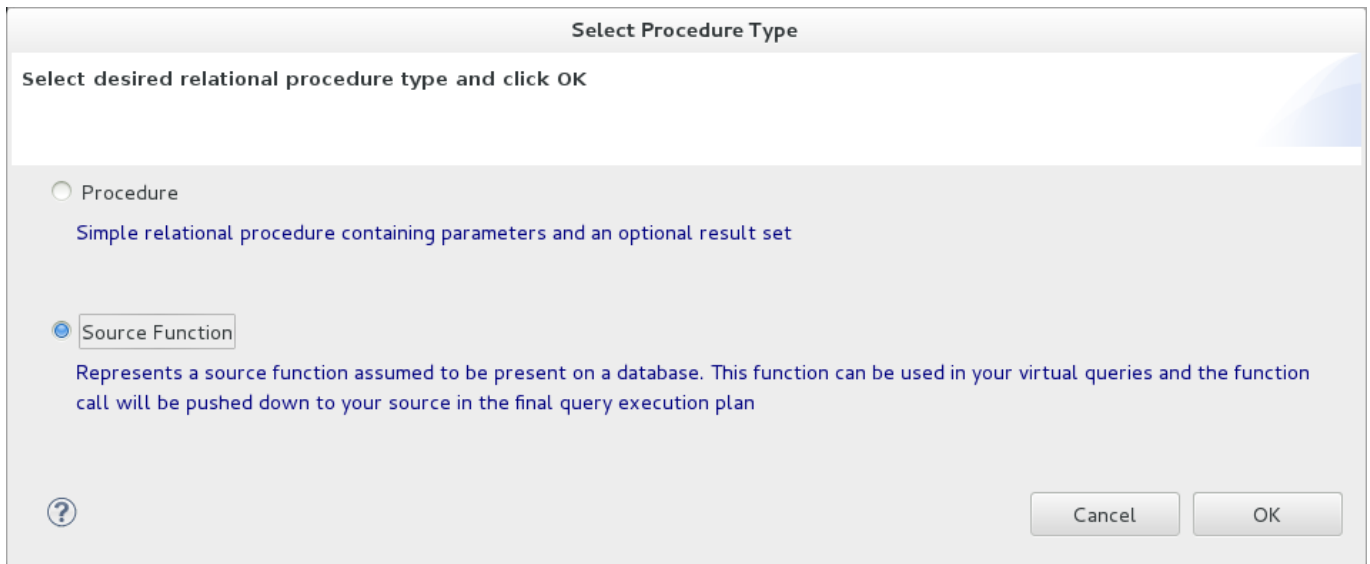 Select Procedure Type
Select desired relational procedure type and click OK
Procedure
Simple relational procedure containing parameters and an optional result set
Source Function
Represents a source function assumed to be present on a database. This function can be used in your virtual queries and the function
call will be pushed down to your source in the final query execution plan
?
Cancel
OK